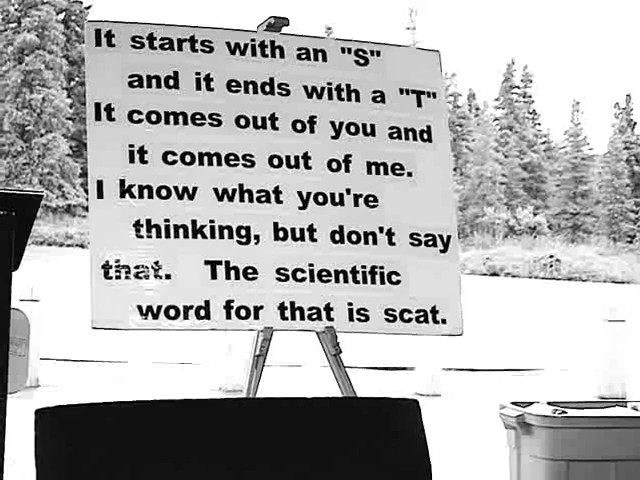 It starts with an "S"
and it ends with a "T"
It comes out of you and
it comes out of me.
I know what you're
thinking, but don't say
that. The scientific
word for that is scat.